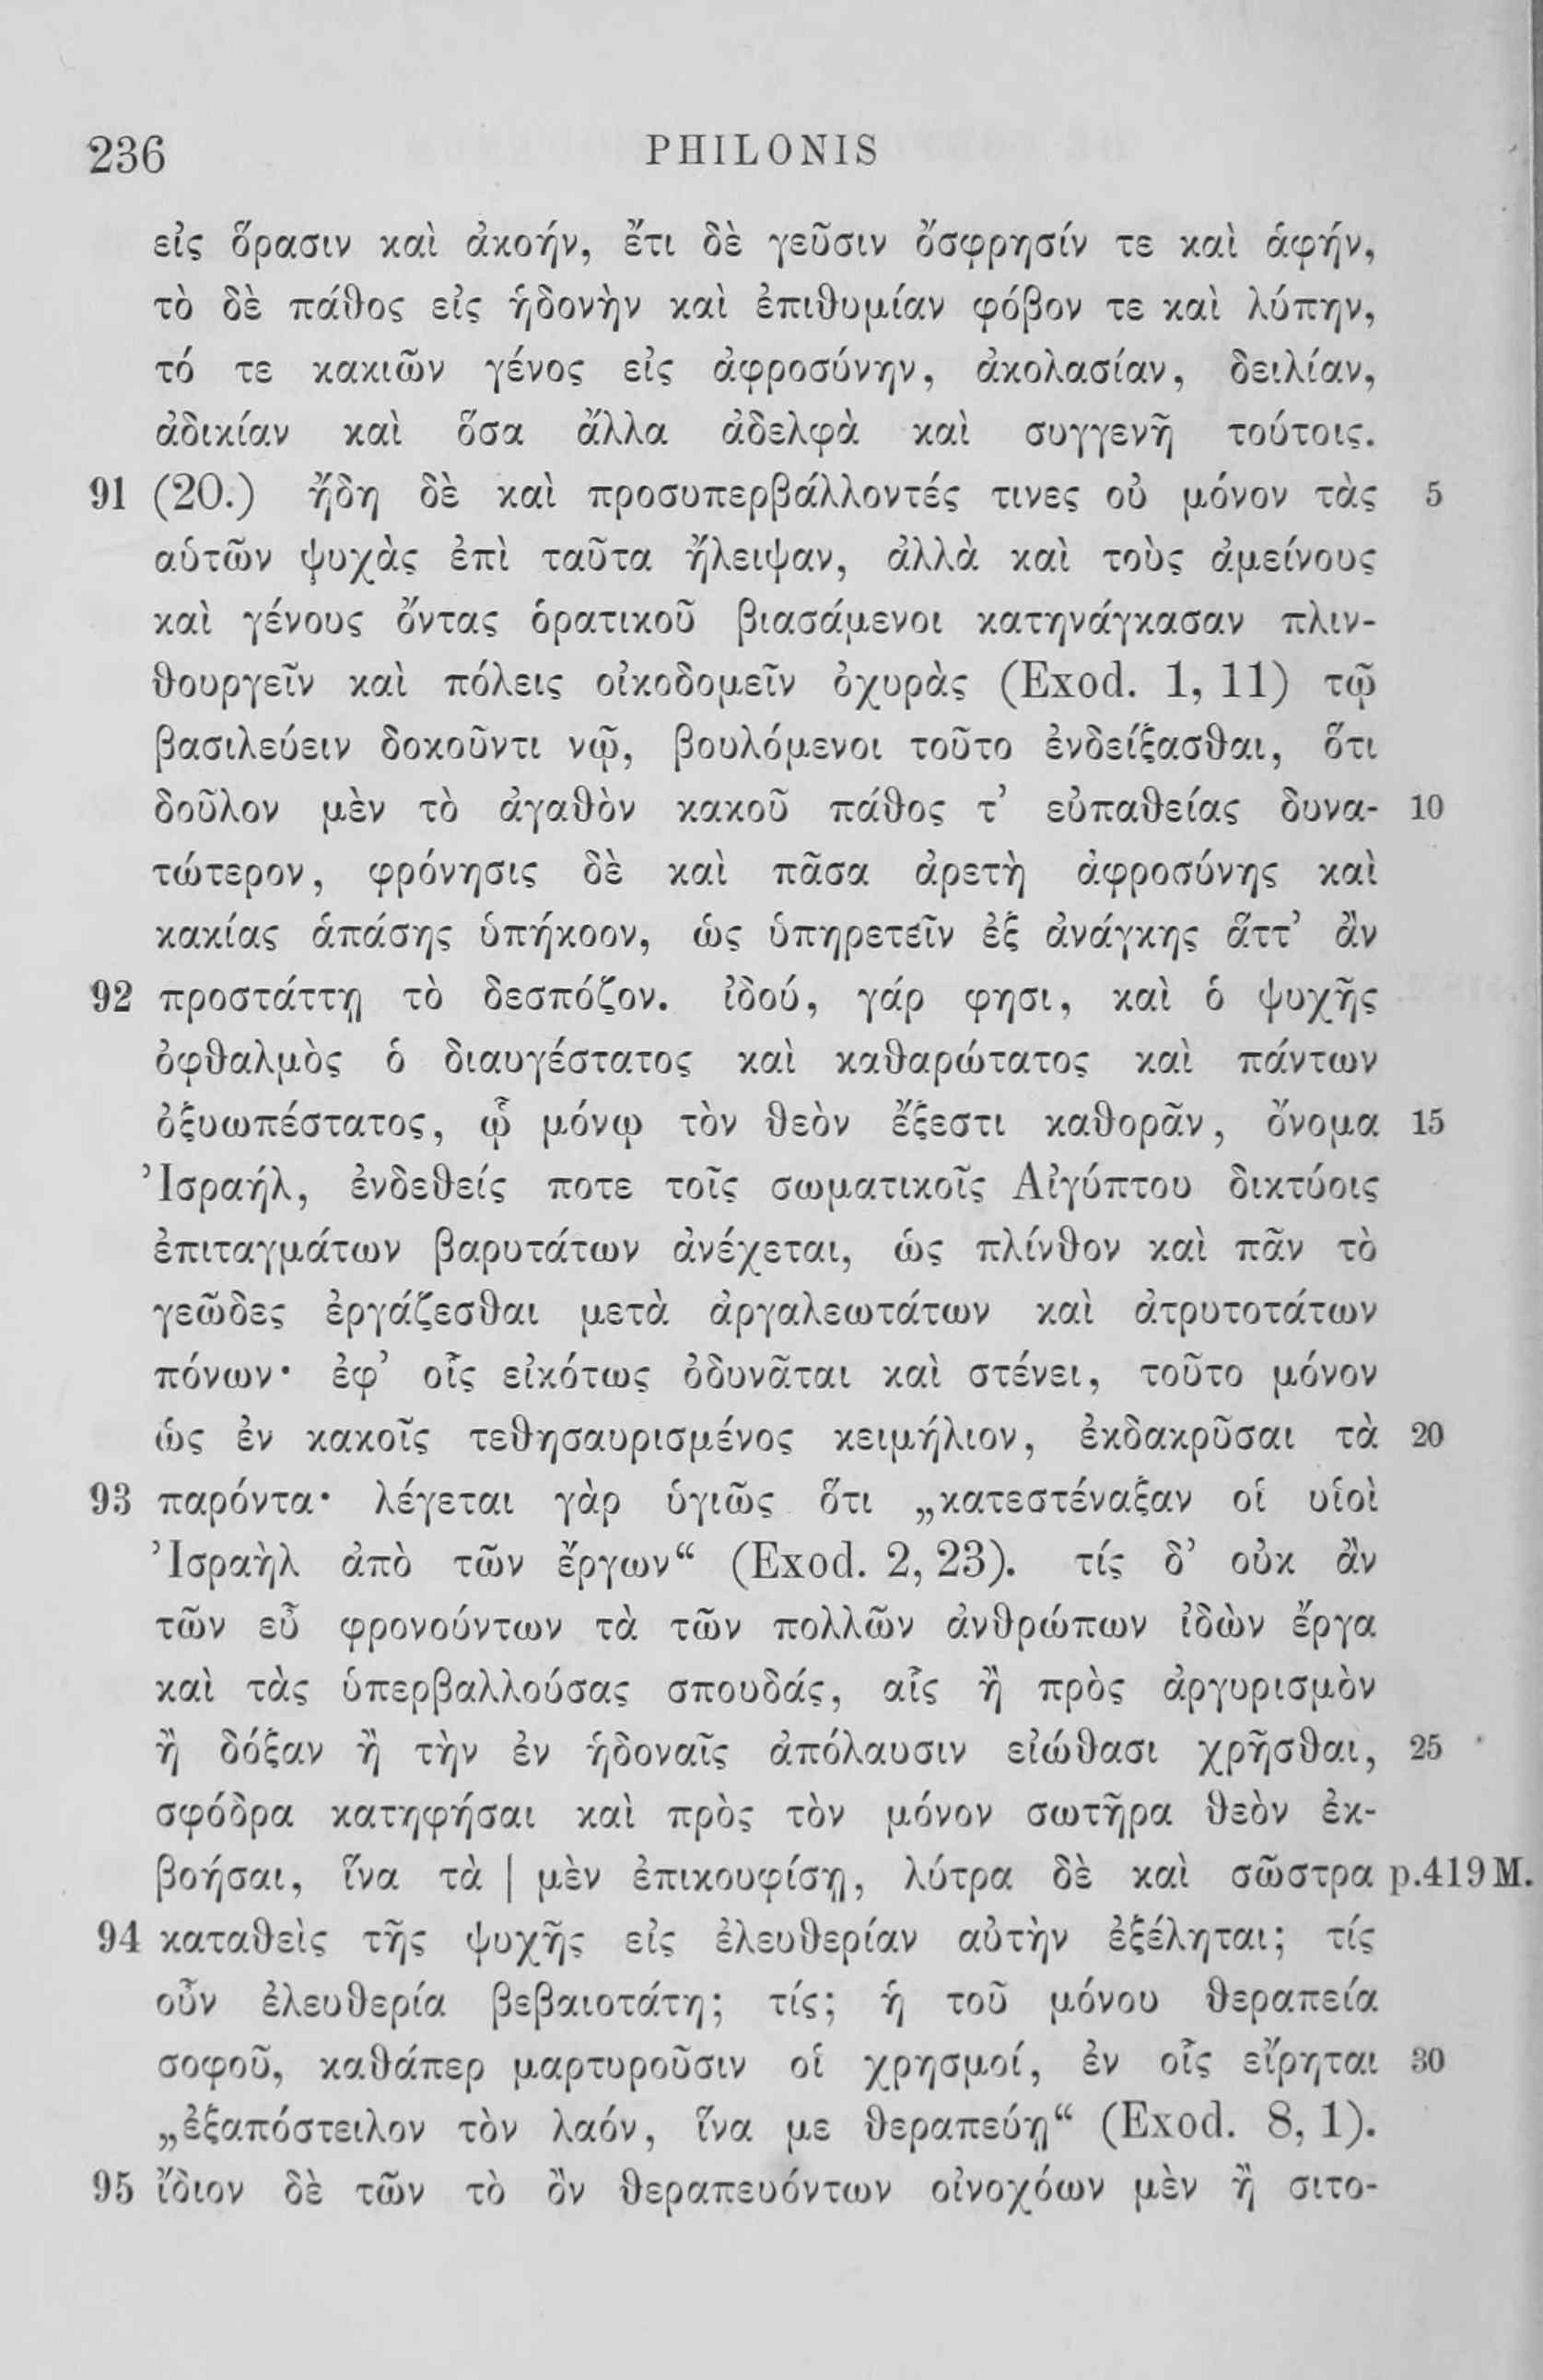 236 PHILONIS
εἰς ὅρασιν καὶ ἀκοήν, ἔτι δὲ γεῦσιν ὄσφρησίν τε καὶ ἁφήν,
τὸ δὲ πάθος εἰς ἡδονὴν καὶ ἐπιθυμίαν φόβον τε καὶ λύπην,
τό τε κακιῶν γένος εἰς ἀφροσύνην, ἀκολασίαν, δειλίαν,
ἀδικίαν καὶ ὅσα ἄλλα ἀδελφὰ καὶ συγγενῆ τούτοις.
91 (20.) ἤδη δὲ καὶ προσυπερβάλλοντές τινες οὐ μόνον τὰς 5
αὑτῶν ψυχὰς ἐπὶ ταῦτα ἤλειψαν, ἀλλὰ καὶ τοὺς ἀμείνους
καὶ γένους ὄντας ὁρατικοῦ βιασάμενοι κατηνάγκασαν πλιν-
θουργεῖν καὶ πόλεις οἰκοδομεῖν ὀχυρὰς (Exod. 1, 11) τῷ
βασιλεύειν δοκοῦντι νῷ, βουλόμενοι τοῦτο ἐνδείξασθαι, ὅτι
δοῦλον μὲν τὸ ἀγαθὸν κακοῦ πάθος τ’ εὐπαθείας δυνα- 10
τώτερον, φρόνησις δὲ καὶ πᾶσα ἀρετὴ ἀφροσύνης καὶ
κακίας ἁπάσης ὑπήκοον, ὡς ὑπηρετεῖν ἐξ ἀνάγκης ἅττ’ ἂν
92 προστάττῃ τὸ δεσπόζον. ἰδού, γάρ φησι, καὶ ὁ ψυχῆς
ὀφθαλμὸς ὁ διαυγέστατος καὶ καθαρώτατος καὶ πάντων
ὀξυωπέστατος, ᾧ μόνῳ τὸν θεὸν ἔξεστι καθορᾶν, ὄνομα 15
Ἰσραήλ, ἐνδεθείς ποτε τοῖς σωματικοῖς Αἰγύπτου δικτύοις
ἐπιταγμάτων βαρυτάτων ἀνέχεται, ὡς πλίνθον καὶ πᾶν τὸ
γεῶδες ἐργάζεσθαι μετὰ ἀργαλεωτάτων καὶ ἀτρυτοτάτων
πόνων· ἐφ’ οἷς εἰκότως ὀδυνᾶται καὶ στένει, τοῦτο μόνον
ὡς ἐν κακοῖς τεθησαυρισμένος κειμήλιον, ἐκδακρῦσαι τὰ 20
93 παρόντα· λέγεται γὰρ ὑγιῶς ὅτι „κατεστέναξαν οἱ υἱοὶ
Ἰσραὴλ ἀπὸ τῶν ἔργων“ (Exod. 2, 23). τίς δ’ οὐκ ἂν
τῶν εὖ φρονούντων τὰ τῶν πολλῶν ἀνθρώπων ἰδὼν ἔργα
καὶ τὰς ὑπερβαλλούσας σπουδάς, αἷς ἢ πρὸς ἀργυρισμὸν
ἢ δόξαν ἢ τὴν ἐν ἡδοναῖς ἀπόλαυσιν εἰώθασι χρῆσθαι, 25
σφόδρα κατηφήσαι καὶ πρὸς τὸν μόνον σωτῆρα θεὸν ἐκ-
βοήσαι, ἵνα τὰ | μὲν ἐπικουφίσῃ, λύτρα δὲ καὶ σῶστρα p.419 M.
94 καταθεὶς τῆς ψυχῆς εἰς ἐλευθερίαν αὐτὴν ἐξέληται; τίς
οὖν ἐλευθερία βεβαιοτάτη; τίς; ἡ τοῦ μόνου θεραπεία
σοφοῦ, καθάπερ μαρτυροῦσιν οἱ χρησμοί, ἐν οἷς εἴρηται 30
„ἐξαπόστειλον τὸν λαόν, ἵνα με θεραπεύῃ“ (Exod. 8, 1).
95 ἴδιον δὲ τῶν τὸ ὂν θεραπευόντων οἰνοχόων μὲν ἢ σιτο-